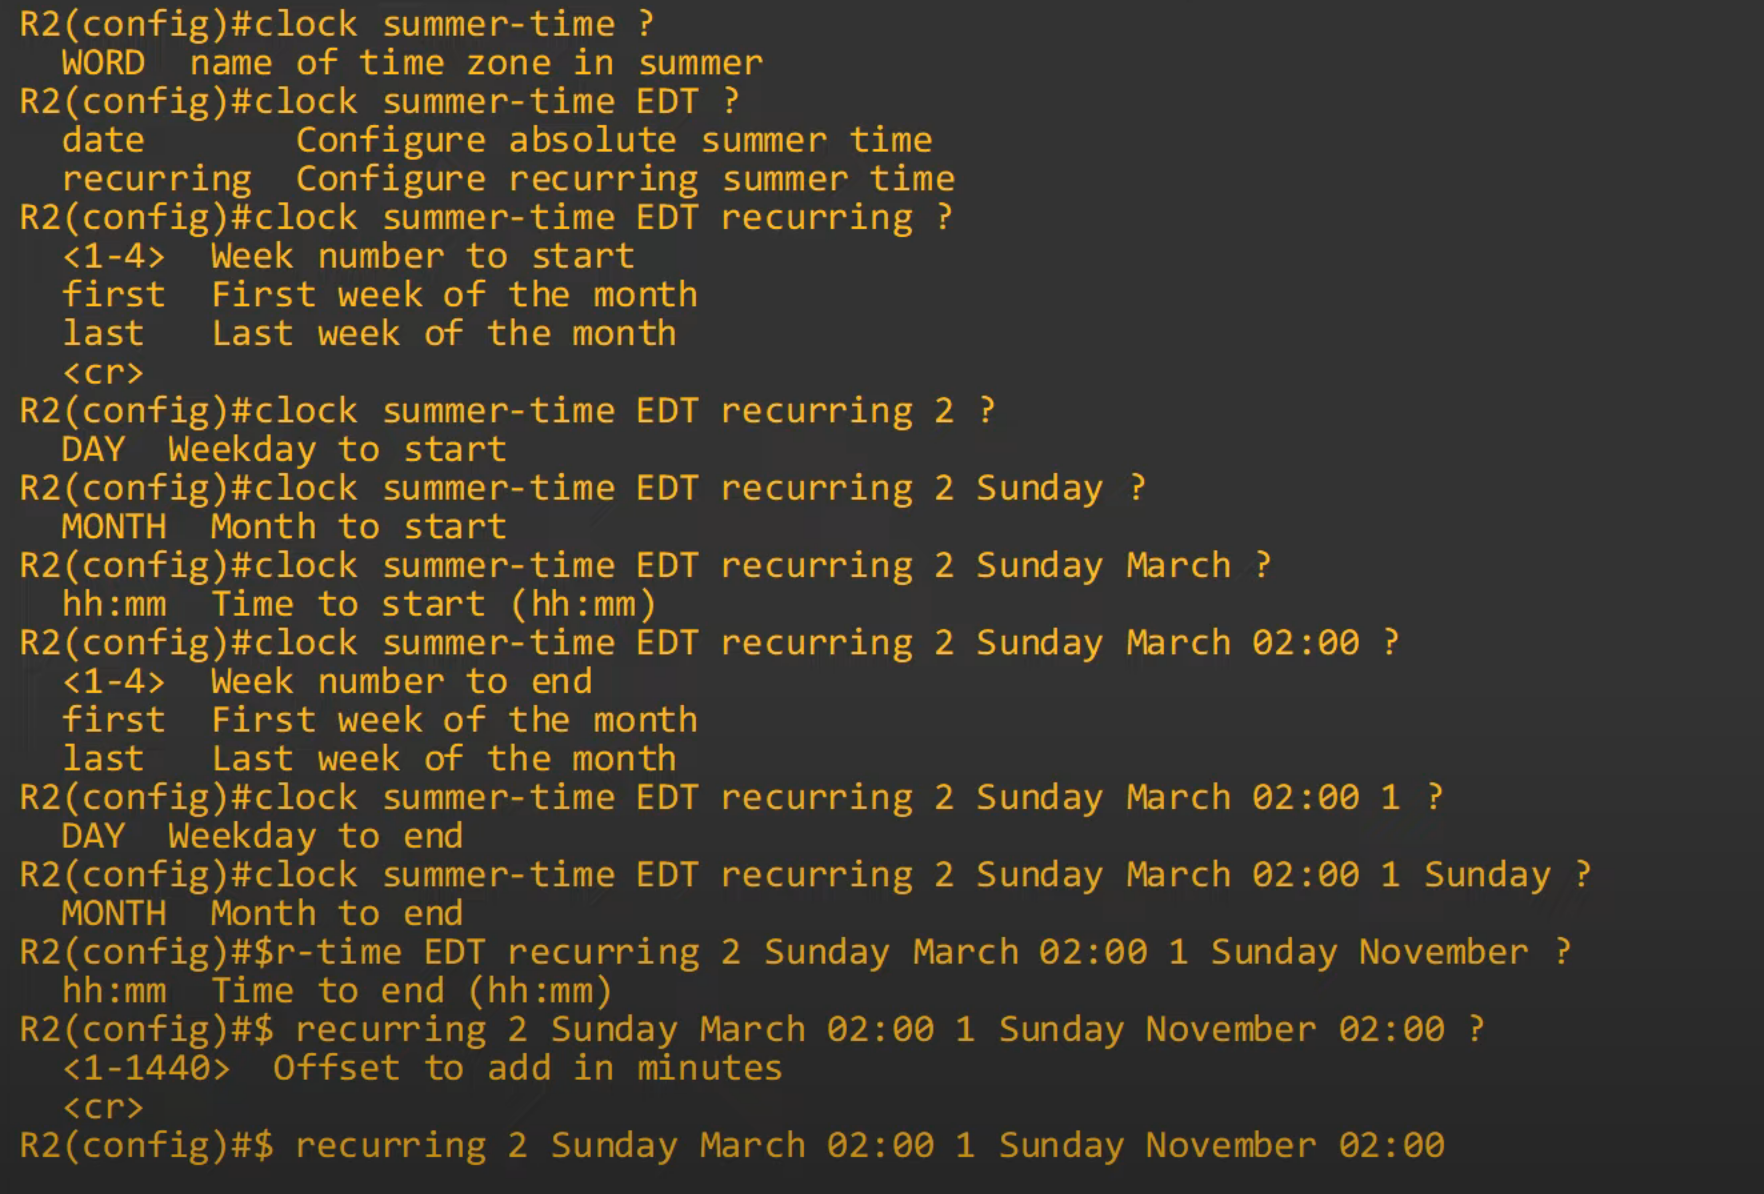 R2(config)#clock summer-time ?
  WORD  name of time zone in summer
R2(config)#clock summer-time EDT ?
  date       Configure absolute summer time
  recurring  Configure recurring summer time
R2(config)#clock summer-time EDT recurring ?
  <1-4>  Week number to start
  first  First week of the month
  last   Last week of the month
  <cr>
R2(config)#clock summer-time EDT recurring 2 ?
  DAY  Weekday to start
R2(config)#clock summer-time EDT recurring 2 Sunday ?
  MONTH  Month to start
R2(config)#clock summer-time EDT recurring 2 Sunday March ?
  hh:mm  Time to start (hh:mm)
R2(config)#clock summer-time EDT recurring 2 Sunday March 02:00 ?
  <1-4>  Week number to end
  first  First week of the month
  last   Last week of the month
R2(config)#clock summer-time EDT recurring 2 Sunday March 02:00 1 ?
  DAY  Weekday to end
R2(config)#clock summer-time EDT recurring 2 Sunday March 02:00 1 Sunday ?
  MONTH  Month to end
R2(config)#$r-time EDT recurring 2 Sunday March 02:00 1 Sunday November ?
  hh:mm  Time to end (hh:mm)
R2(config)#$ recurring 2 Sunday March 02:00 1 Sunday November 02:00 ?
  <1-1440>  Offset to add in minutes
  <cr>
R2(config)#$ recurring 2 Sunday March 02:00 1 Sunday November 02:00